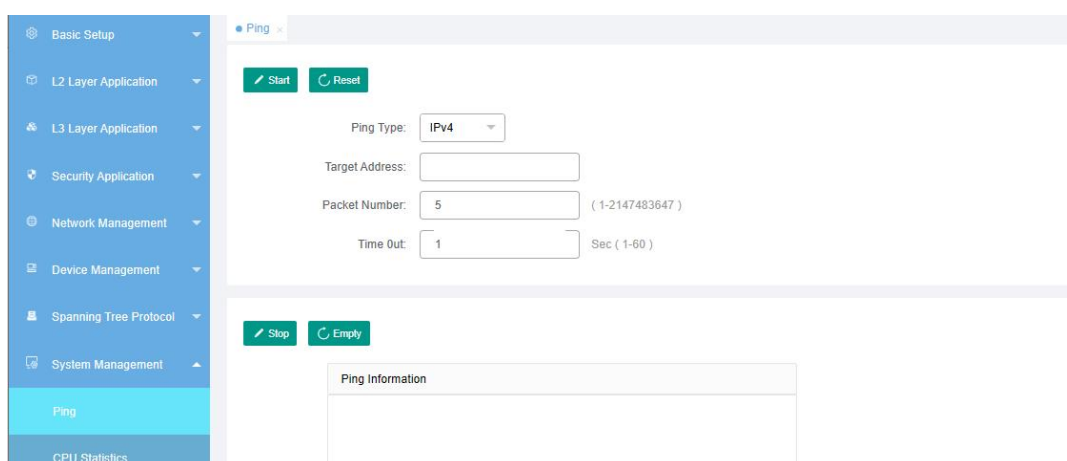 Basic Setup
L2 Layer Application
L3 Layer Application
Security Application
Network Management
Device Management
Spanning Tree Protocol
System Management
Ping
CPU Statistics
Ping ×
Start Reset
Ping Type: IPv4
Target Address:
Packet Number: 5 ( 1-2147483647 )
Time 0ut: 1 Sec ( 1-60 )
Stop Empty
Ping Information